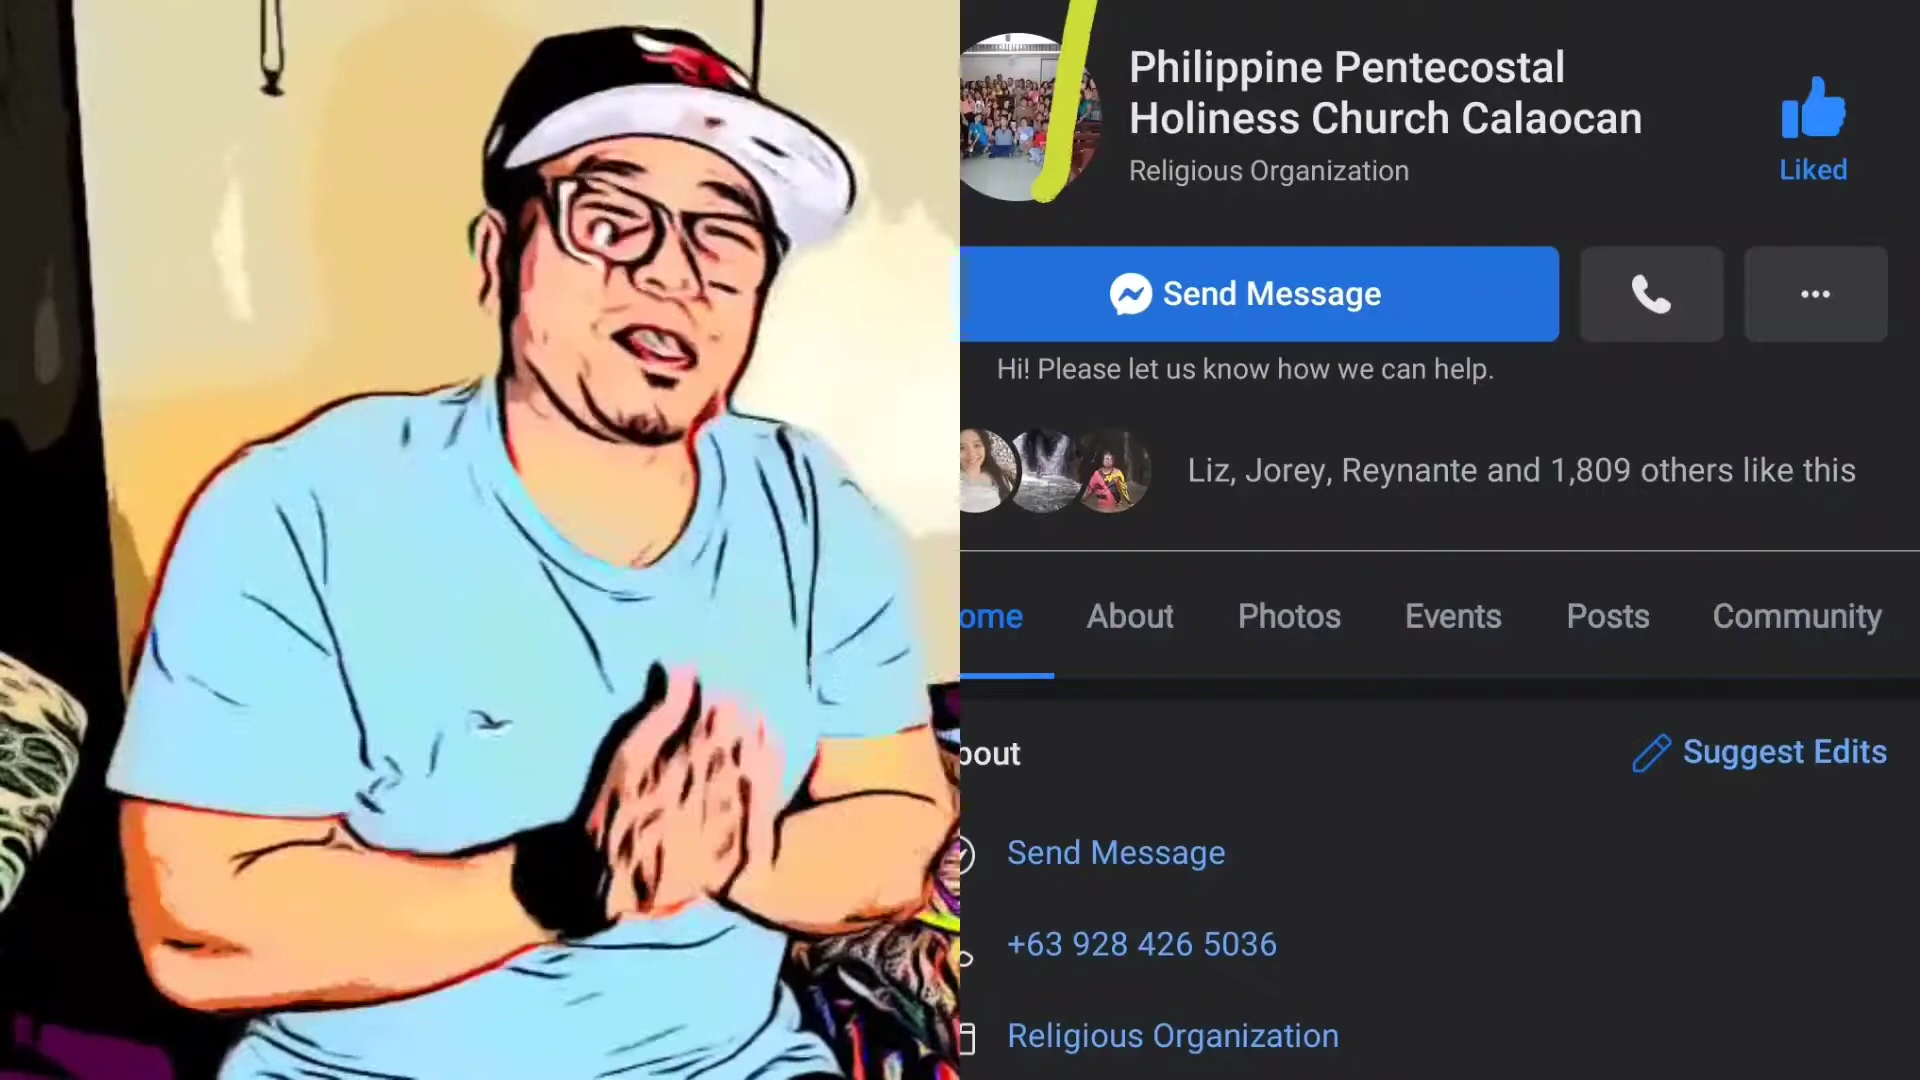 Philippine Pentecostal
Holiness Church Calaocan
Religious Organization
Liked
Send Message
Hi! Please let us know how we can help.
Liz, Jorey, Reynante and 1,809 others like this
ome
About
Photos
Events
Posts
Community
bout
Suggest Edits
Send Message
+63 928 426 5036
Religious Organization